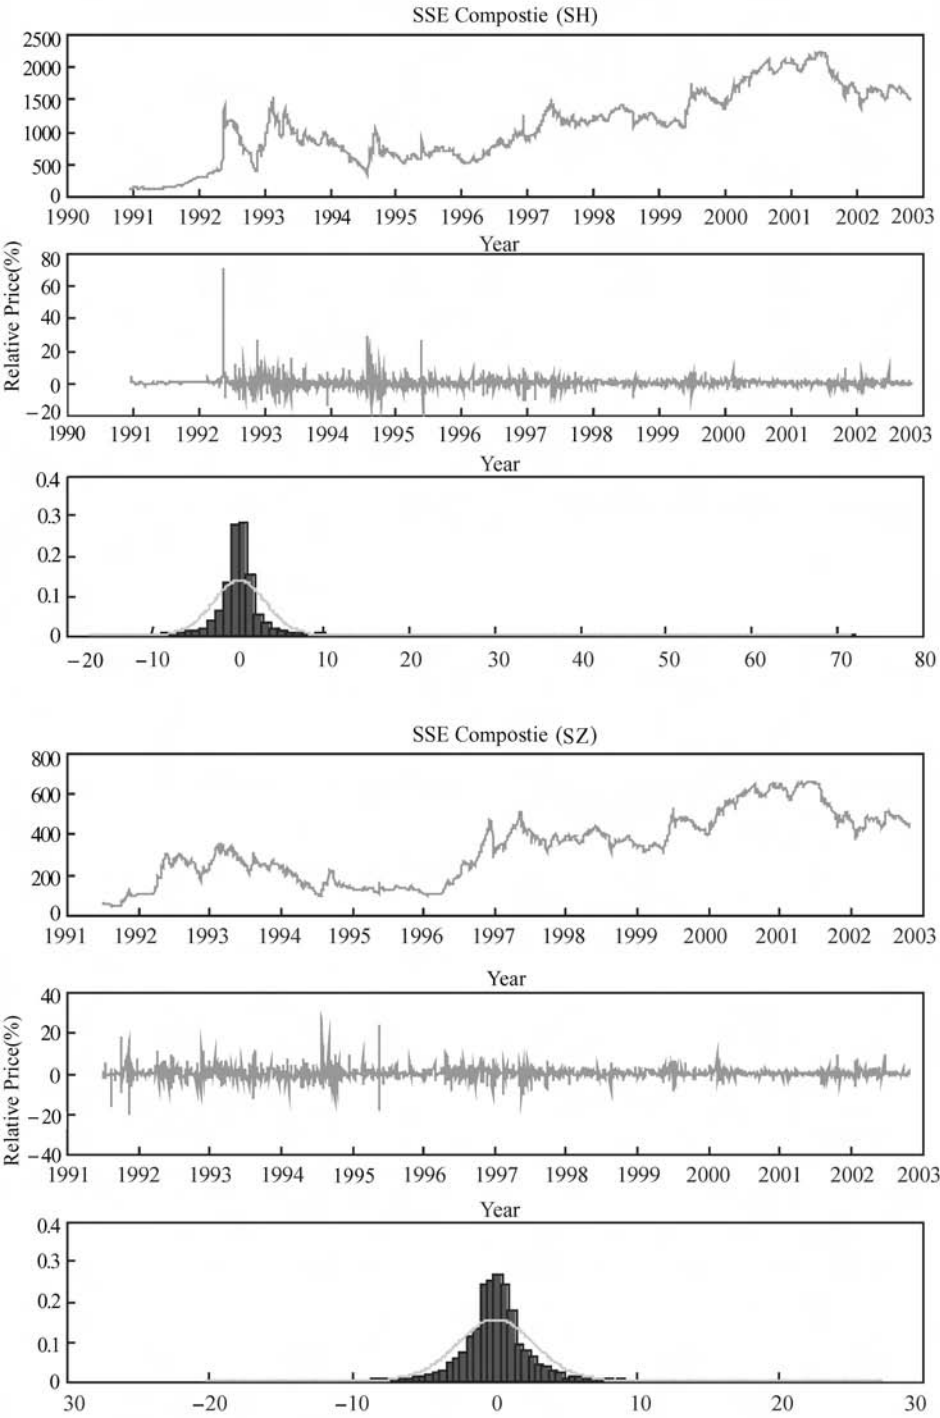 SSE Compostie (SH)
2500
2000
1500
1000
500
0
1990 1991 1992 1993 1994 1995 1996 1997 1998 1999 2000 2001 2002 2003
Year
Relative Price(%)
80
60
40
20
0
−20
1990 1991 1992 1993 1994 1995 1996 1997 1998 1999 2000 2001 2002 2003
Year
0.4
0.3
0.2
0.1
0
−20 −10 0 10 20 30 40 50 60 70 80
SSE Compostie (SZ)
800
600
400
200
0
1991 1992 1993 1994 1995 1996 1997 1998 1999 2000 2001 2002 2003
Year
Relative Price(%)
40
20
0
−20
−40
1991 1992 1993 1994 1995 1996 1997 1998 1999 2000 2001 2002 2003
Year
0.4
0.3
0.2
0.1
0
30 −20 −10 0 10 20 30